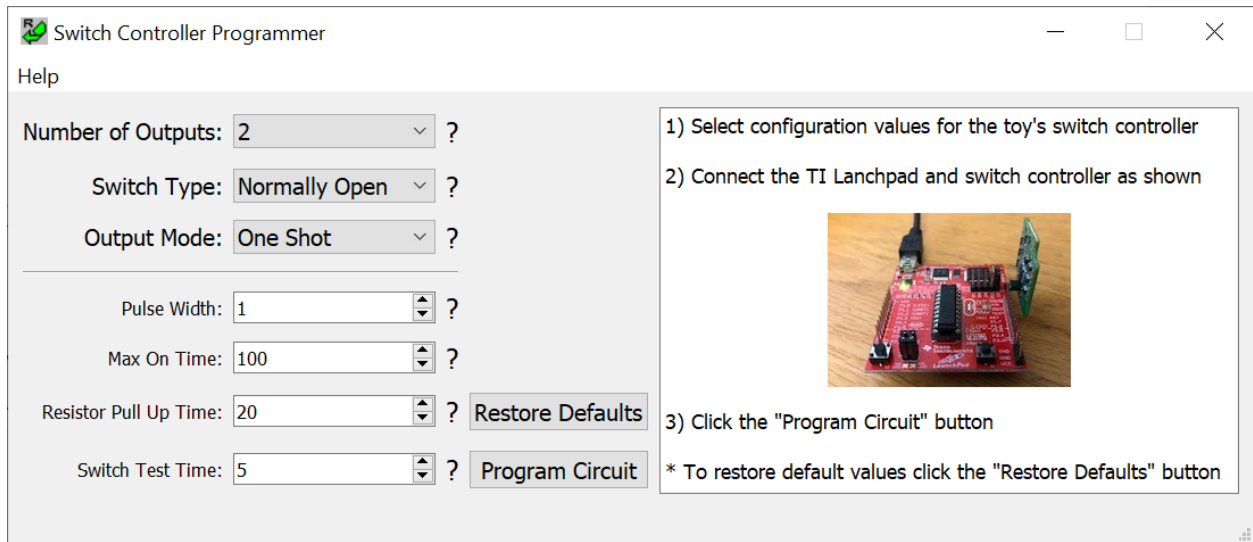 Switch Controller Programmer
Help
Number of Outputs: 2 ?
Switch Type: Normally Open ?
Output Mode: One Shot ?
Pulse Width: 1 ?
Max On Time: 100 ?
Resistor Pull Up Time: 20 ? Restore Defaults
Switch Test Time: 5 ? Program Circuit
1) Select configuration values for the toy's switch controller
2) Connect the TI Lanchpad and switch controller as shown
TEXAS
INSTRUMENTS
LaunchPad
3) Click the "Program Circuit" button
* To restore default values click the "Restore Defaults" button